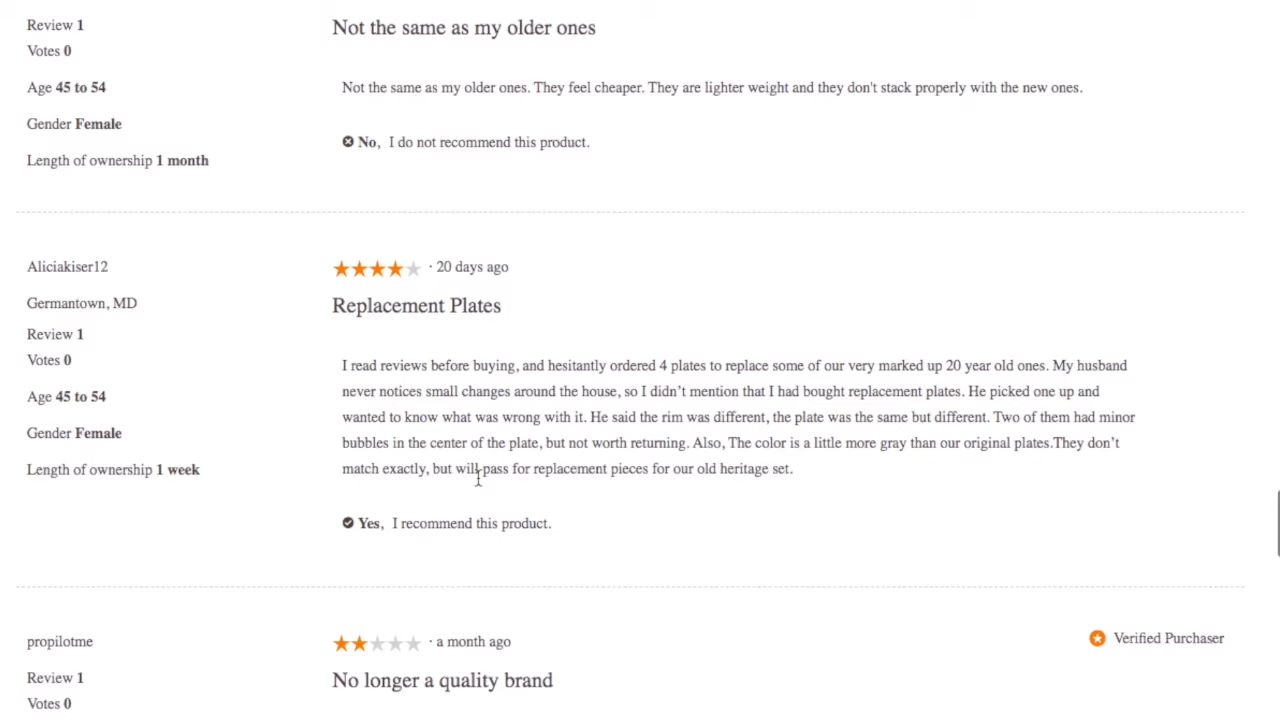 Review 1
Votes 0
Age 45 to 54
Gender Female
Length of ownership 1 month
Not the same as my older ones
Not the same as my older ones. They feel cheaper. They are lighter weight and they don't stack properly with the new ones.
No, I do not recommend this product.
Aliciakiser12
Germantown, MD
Review 1
Votes 0
Age 45 to 54
Gender Female
Length of ownership 1 week
· 20 days ago
Replacement Plates
I read reviews before buying, and hesitantly ordered 4 plates to replace some of our very marked up 20 year old ones. My husband
never notices small changes around the house, so I didn’t mention that I had bought replacement plates. He picked one up and
wanted to know what was wrong with it. He said the rim was different, the plate was the same but different. Two of them had minor
bubbles in the center of the plate, but not worth returning. Also, The color is a little more gray than our original plates.They don’t
match exactly, but will pass for replacement pieces for our old heritage set.
Yes, I recommend this product.
propilotme
Review 1
Votes 0
· a month ago
Verified Purchaser
No longer a quality brand